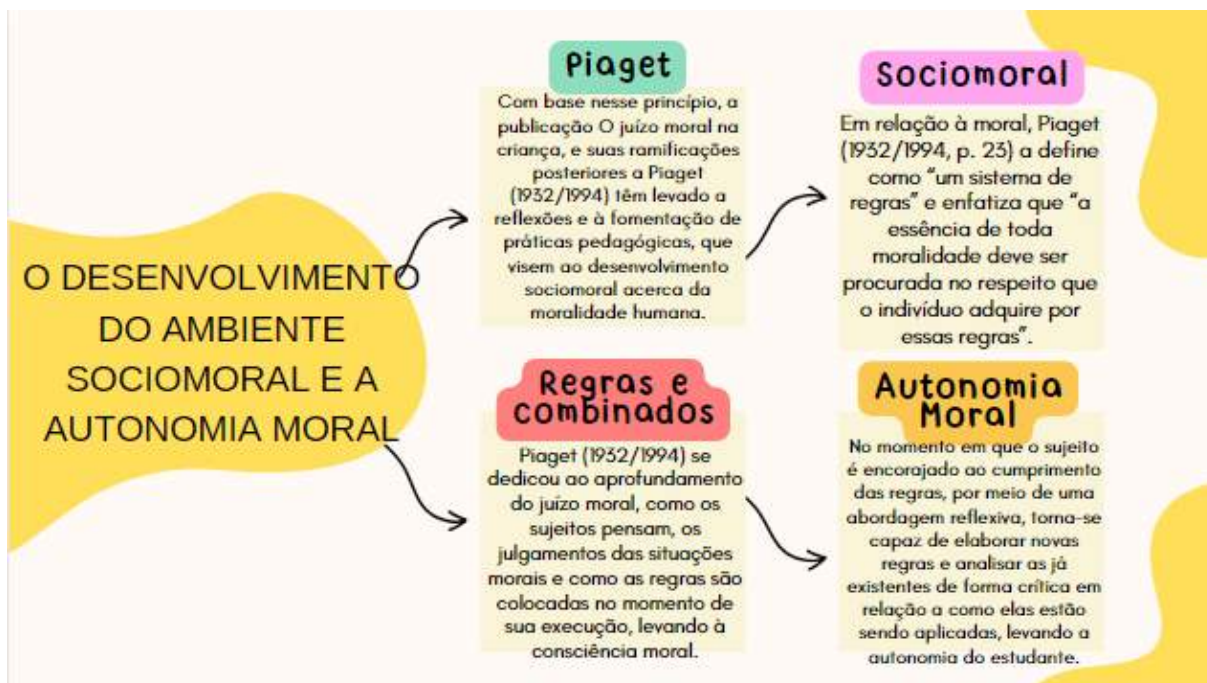 O DESENVOLVIMENTO
DO AMBIENTE
SOCIOMORAL E A
AUTONOMIA MORAL
Piaget
Com base nesse princípio, a
publicação O juízo moral na
criança, e suas ramificações
posteriores a Piaget
(1932/1994) têm levado a
reflexões e à fomentação de
práticas pedagógicas, que
visem ao desenvolvimento
sociomoral acerca da
moralidade humana.
Sociomoral
Em relação à moral, Piaget
(1932/1994, p. 23) a define
como “um sistema de
regras” e enfatiza que “a
essência de toda
moralidade deve ser
procurada no respeito que
o indivíduo adquire por
essas regras”.
Regras e
combinados
Piaget (1932/1994) se
dedicou ao aprofundamento
do juízo moral, como os
sujeitos pensam, os
julgamentos das situações
morais e como as regras são
colocadas no momento de
sua execução, levando à
consciência moral.
Autonomia
Moral
No momento em que o sujeito
é encorajado ao cumprimento
das regras, por meio de uma
abordagem reflexiva, torna-se
capaz de elaborar novas
regras e analisar as já
existentes de forma crítica em
relação a como elas estão
sendo aplicadas, levando a
autonomia do estudante.